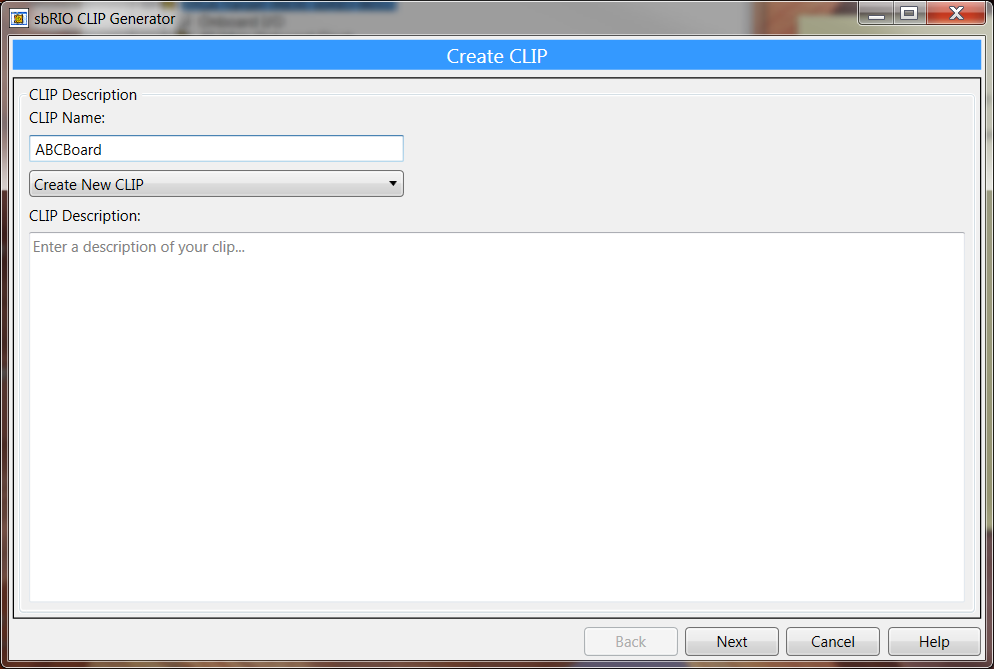 sbRIO CLIP Generator
Create CLIP
CLIP Description
CLIP Name:
ABCBoard
Create New CLIP
CLIP Description:
Enter a description of your clip...
Back
Next
Cancel
Help